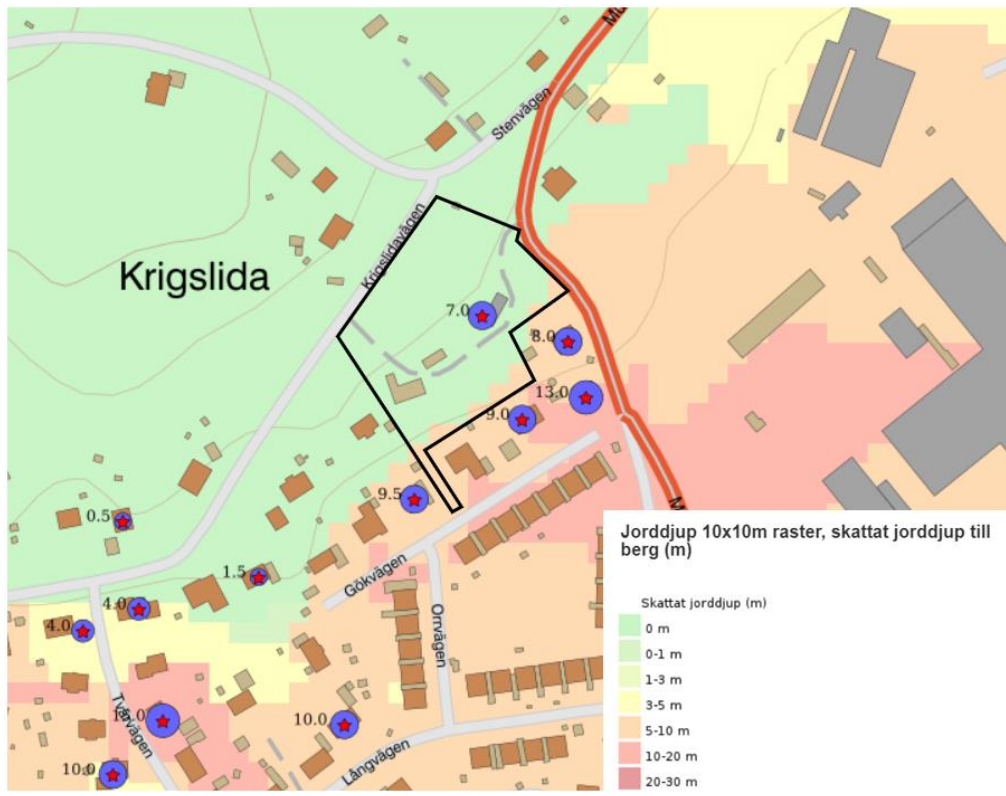 Stenvägen
Krigslidavägen
Krigslida
7.0
8.0
13.0
9.0
9.5
0.5
1.5
Gökvägen
4.0
4.0
Orrvägen
Tvärvägen
10.0
Långvägen
10.0
Jorddjup 10x10m raster, skattat jorddjup till
berg (m)
Skattat jorddjup (m)
0 m
0-1 m
1-3 m
3-5 m
5-10 m
10-20 m
20-30 m